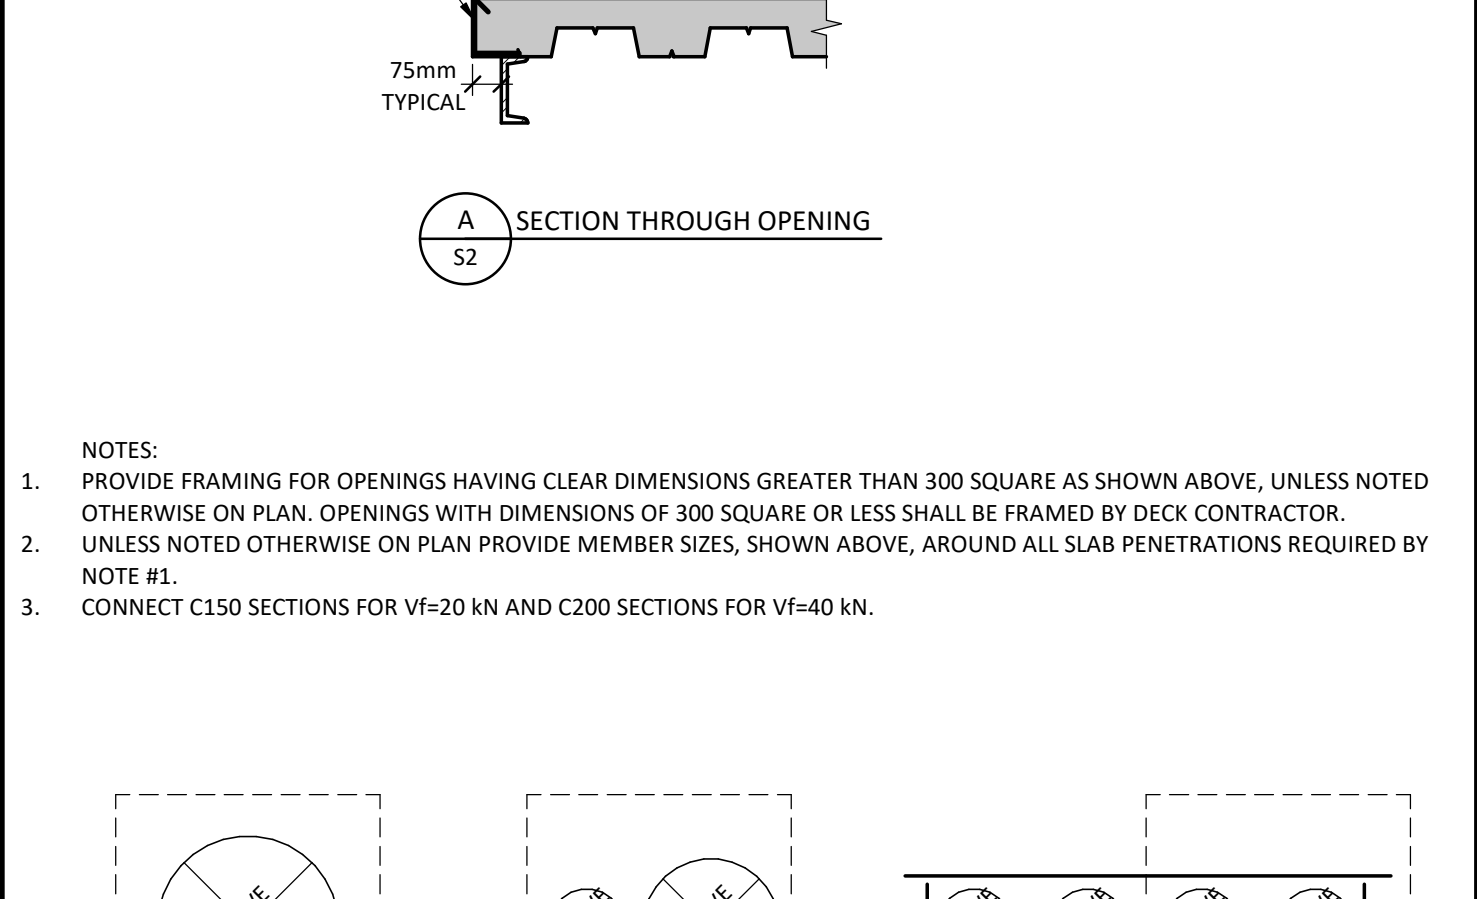 75mm
TYPICAL
A
SECTION THROUGH OPENING
S2
NOTES:
1. PROVIDE FRAMING FOR OPENINGS HAVING CLEAR DIMENSIONS GREATER THAN 300 SQUARE AS SHOWN ABOVE, UNLESS NOTED
OTHERWISE ON PLAN. OPENINGS WITH DIMENSIONS OF 300 SQUARE OR LESS SHALL BE FRAMED BY DECK CONTRACTOR.
2. UNLESS NOTED OTHERWISE ON PLAN PROVIDE MEMBER SIZES, SHOWN ABOVE, AROUND ALL SLAB PENETRATIONS REQUIRED BY
NOTE #1.
3. CONNECT C150 SECTIONS FOR Vf=20 kN AND C200 SECTIONS FOR Vf=40 kN.